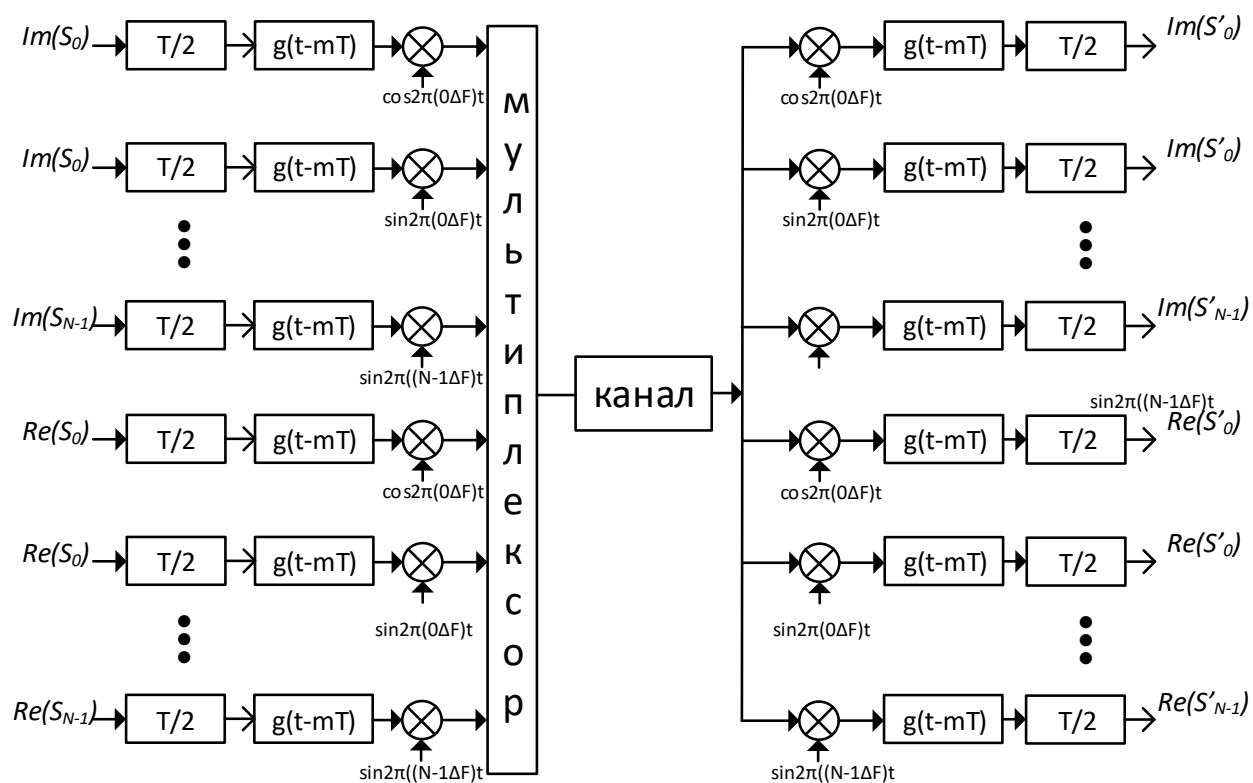 Im(S0) T/2 g(t-mT) cos2π(0ΔF)t
Im(S0) T/2 g(t-mT) sin2π(0ΔF)t
Im(SN-1) T/2 g(t-mT) sin2π((N-1ΔF)t
Re(S0) T/2 g(t-mT) cos2π(0ΔF)t
Re(S0) T/2 g(t-mT) sin2π(0ΔF)t
Re(SN-1) T/2 g(t-mT) sin2π((N-1ΔF)t
мультиплексор
канал
cos2π(0ΔF)t g(t-mT) T/2 Im(S'0)
sin2π(0ΔF)t g(t-mT) T/2 Im(S'0)
g(t-mT) T/2 Im(S'N-1)
sin2π((N-1ΔF)t
cos2π(0ΔF)t g(t-mT) T/2 Re(S'0)
sin2π(0ΔF)t g(t-mT) T/2 Re(S'0)
sin2π((N-1ΔF)t g(t-mT) T/2 Re(S'N-1)